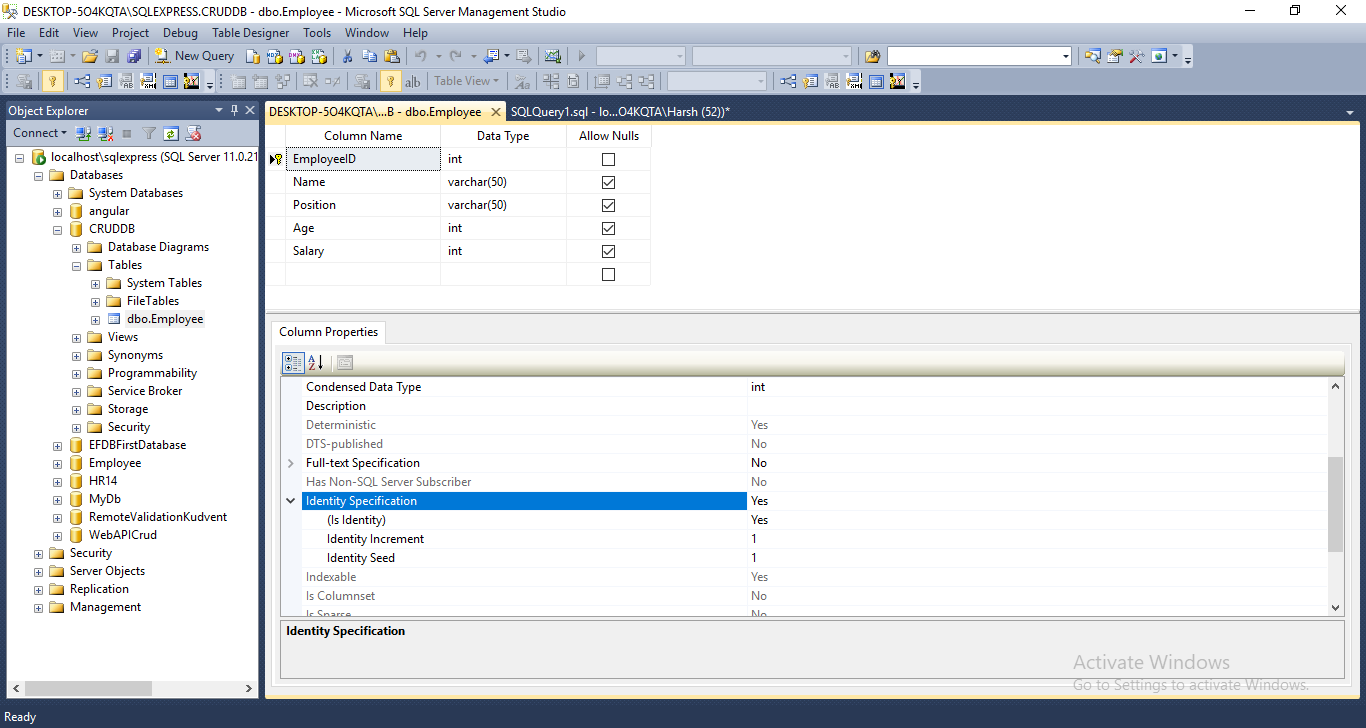 DESKTOP-5O4KQTA\SQLEXPRESS.CRUDDB - dbo.Employee - Microsoft SQL Server Management Studio
File Edit View Project Debug Table Designer Tools Window Help
New Query
Table View
Object Explorer
Connect
localhost\sqlexpress (SQL Server 11.0.21
Databases
System Databases
angular
CRUDDB
Database Diagrams
Tables
System Tables
FileTables
dbo.Employee
Views
Synonyms
Programmability
Service Broker
Storage
Security
EFDBFirstDatabase
Employee
HR14
MyDb
RemoteValidationKudvent
WebAPICrud
Security
Server Objects
Replication
Management
DESKTOP-5O4KQTA\...B - dbo.Employee SQLQuery1.sql - lo...O4KQTA\Harsh (52))*
Column Name Data Type Allow Nulls
EmployeeID int
Name varchar(50)
Position varchar(50)
Age int
Salary int
Column Properties
Condensed Data Type int
Description
Deterministic Yes
DTS-published No
Full-text Specification No
Has Non-SQL Server Subscriber No
Identity Specification Yes
(Is Identity) Yes
Identity Increment 1
Identity Seed 1
Indexable Yes
Is Columnset No
Is Sparse No
Identity Specification
Activate Windows
Go to Settings to activate Windows.
Ready